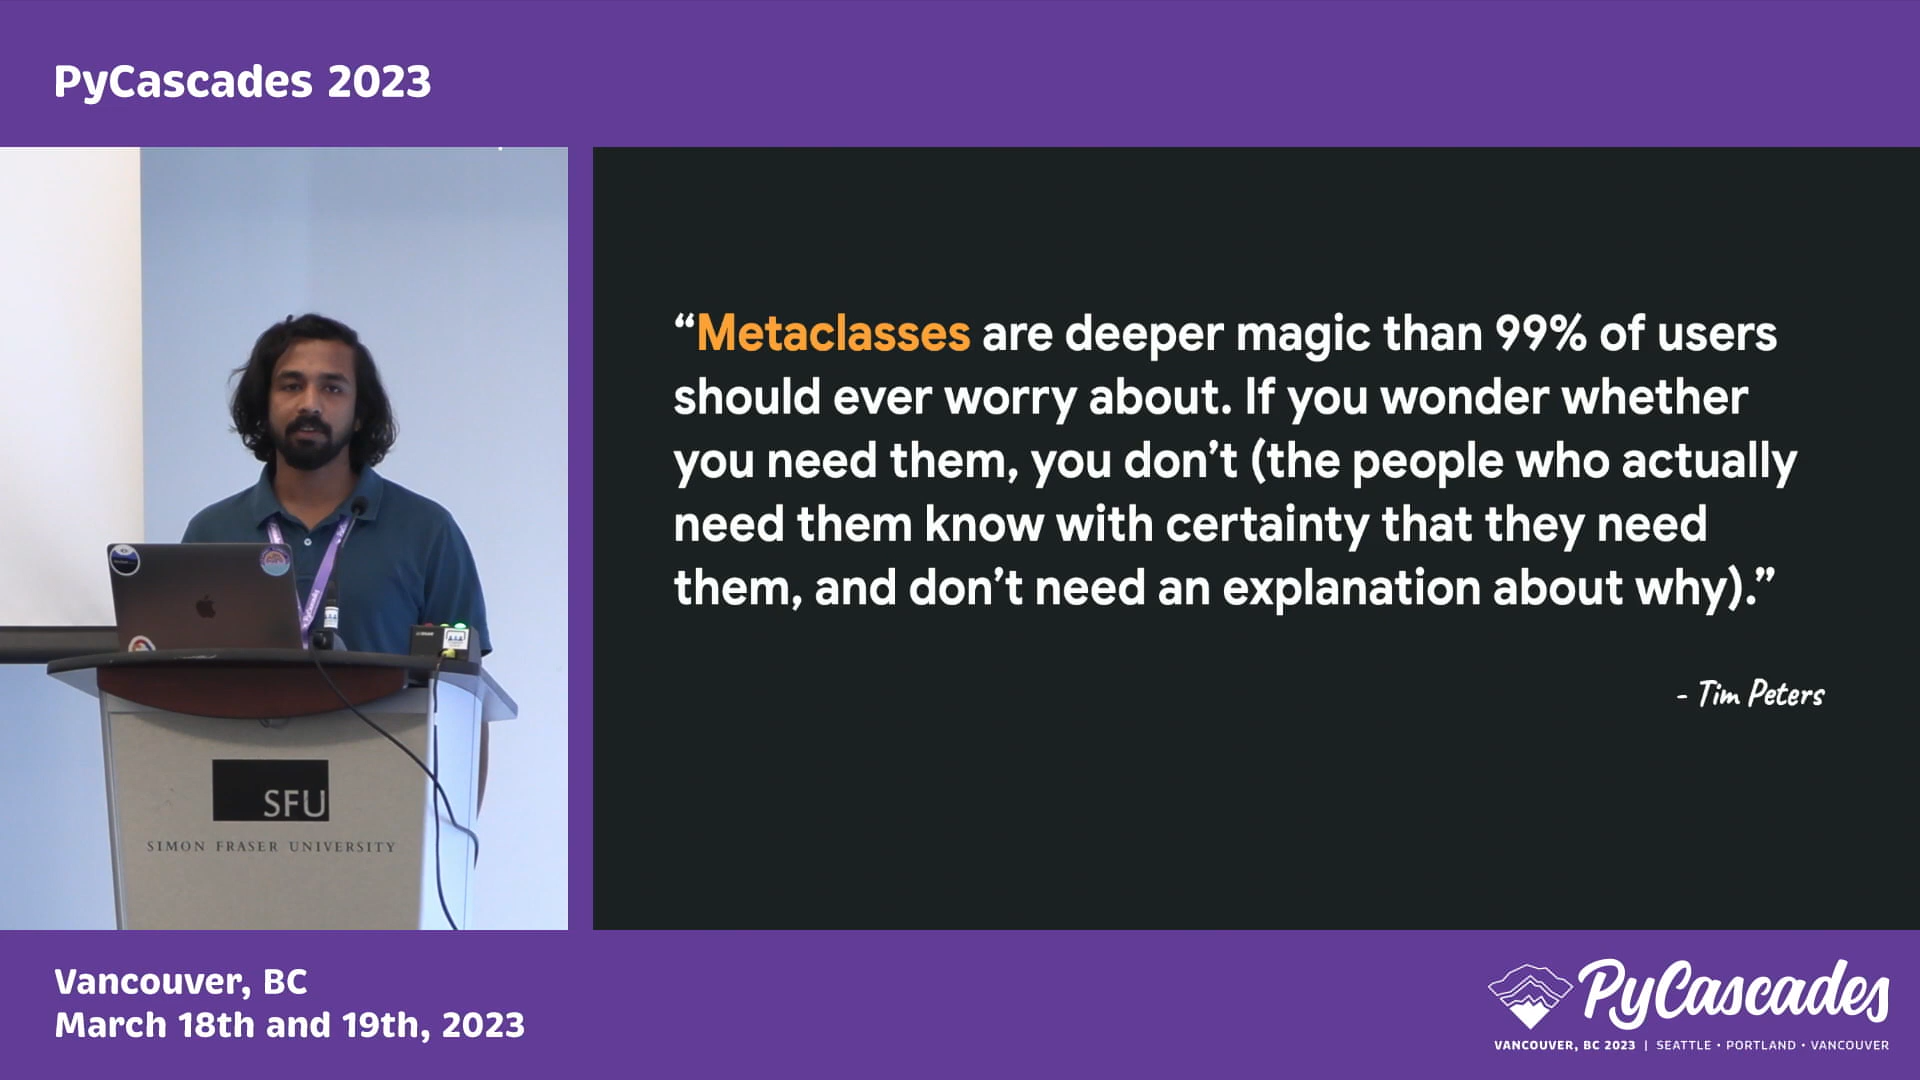 PyCascades 2023
“Metaclasses are deeper magic than 99% of users
should ever worry about. If you wonder whether
you need them, you don’t (the people who actually
need them know with certainty that they need
them, and don’t need an explanation about why).”
- Tim Peters
SFU
SIMON FRASER UNIVERSITY
Vancouver, BC
March 18th and 19th, 2023
PyCascades
VANCOUVER, BC 2023 | SEATTLE • PORTLAND • VANCOUVER